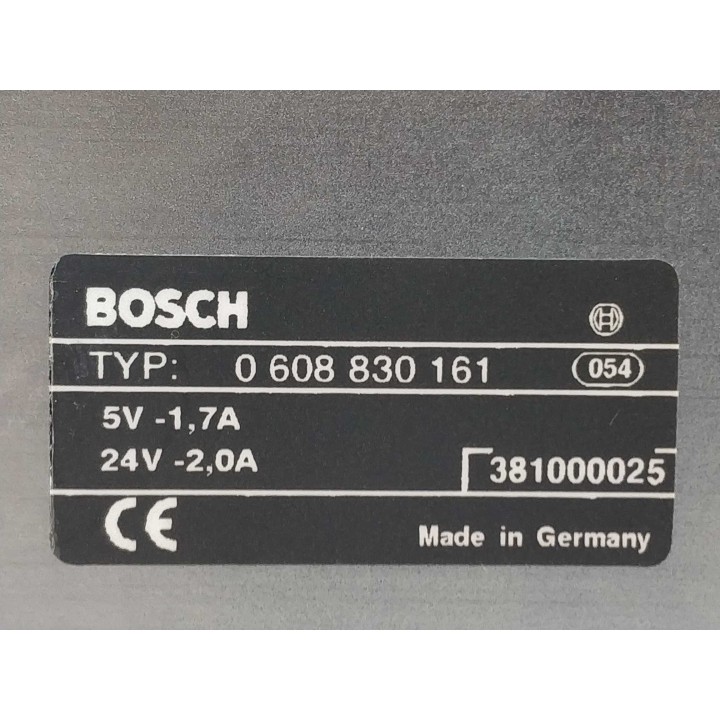 BOSCH
TYP: 0 608 830 161 054
5V -1,7A
24V -2,0A
381000025
CE
Made in Germany